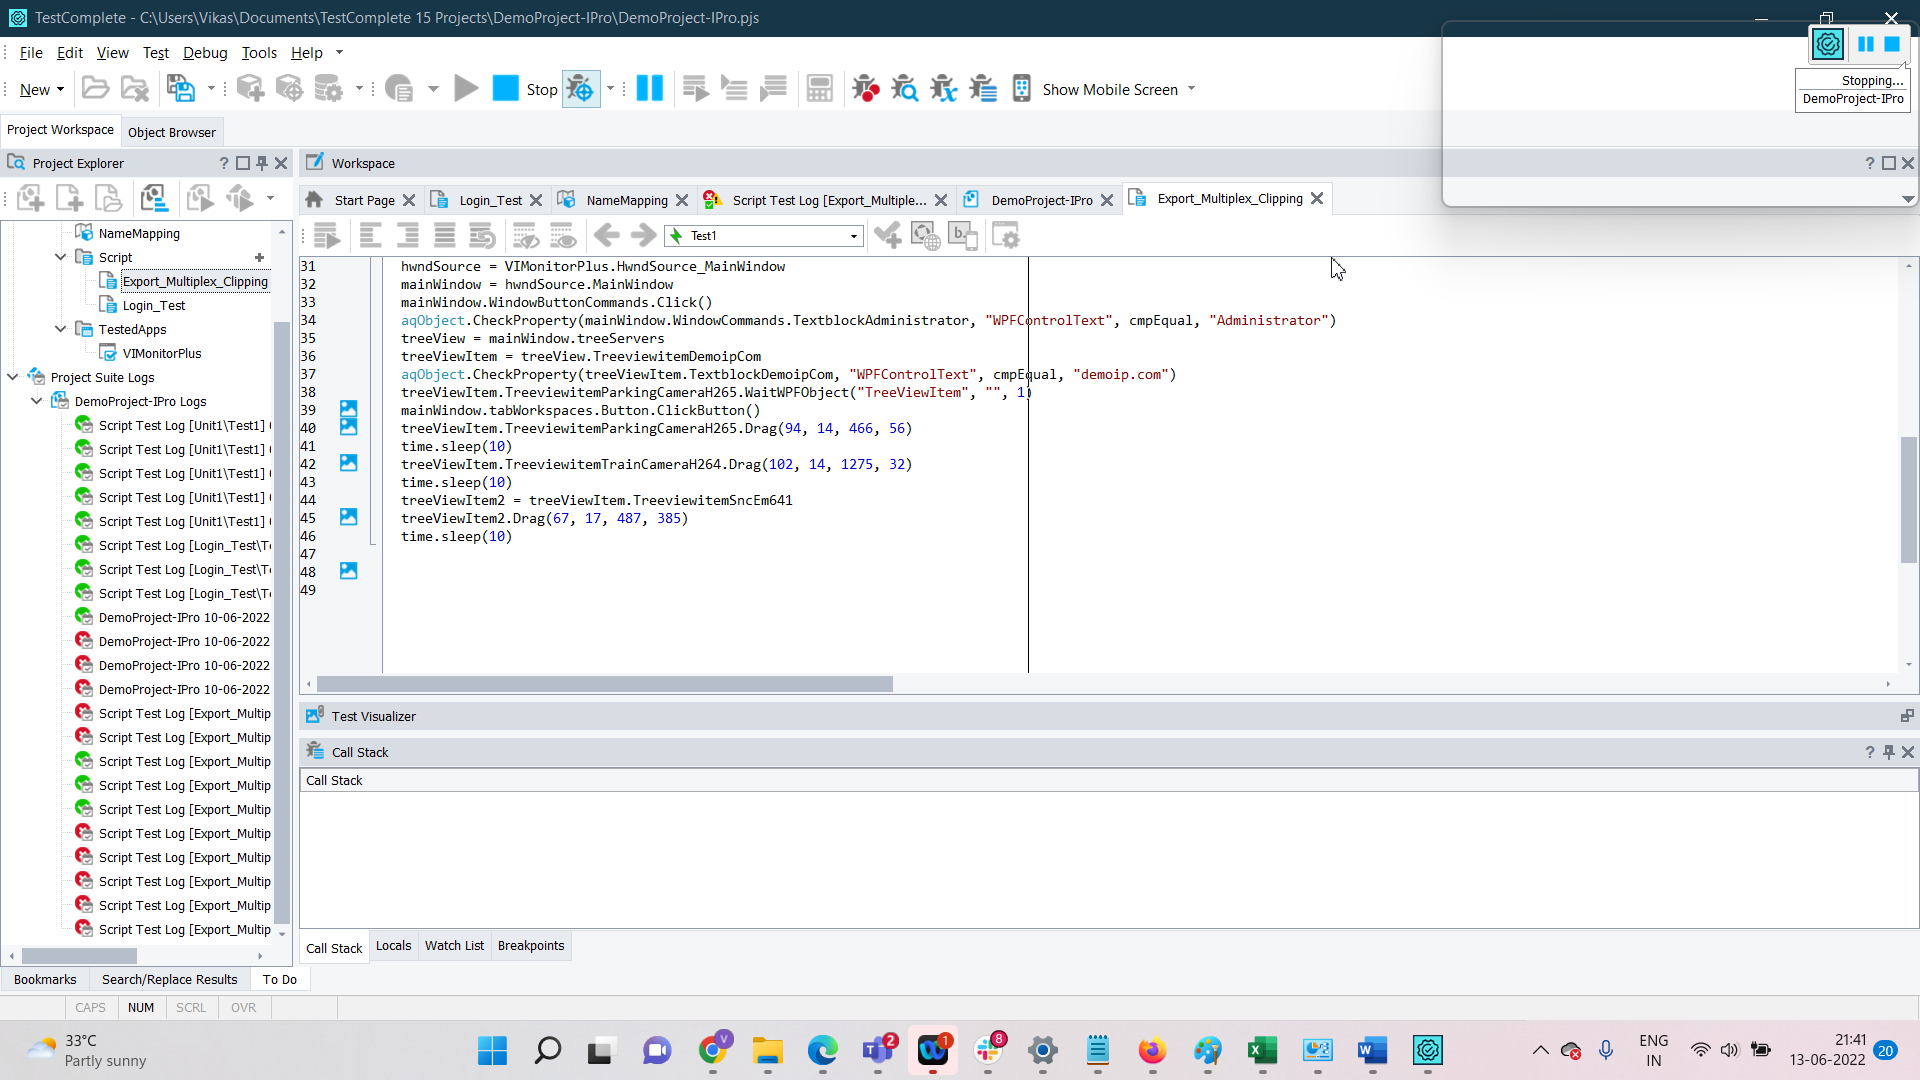 TestComplete - C:\Users\Vikas\Documents\TestComplete 15 Projects\DemoProject-IPro\DemoProject-IPro.pjs
File Edit View Test Debug Tools Help
Stopping...
DemoProject-IPro
New Stop Show Mobile Screen
Project Workspace Object Browser
Project Explorer ?
Workspace ?
Start Page Login_Test NameMapping Script Test Log [Export_Multiple... DemoProject-IPro Export_Multiplex_Clipping
Test1
NameMapping
Script
Export_Multiplex_Clipping
Login_Test
TestedApps
VIMonitorPlus
Project Suite Logs
DemoProject-IPro Logs
Script Test Log [Unit1\Test1]
Script Test Log [Unit1\Test1]
Script Test Log [Unit1\Test1]
Script Test Log [Unit1\Test1]
Script Test Log [Unit1\Test1]
Script Test Log [Login_Test\Te
Script Test Log [Login_Test\Te
Script Test Log [Login_Test\Te
DemoProject-IPro 10-06-2022
DemoProject-IPro 10-06-2022
DemoProject-IPro 10-06-2022
DemoProject-IPro 10-06-2022
Script Test Log [Export_Multip
Script Test Log [Export_Multip
Script Test Log [Export_Multip
Script Test Log [Export_Multip
Script Test Log [Export_Multip
Script Test Log [Export_Multip
Script Test Log [Export_Multip
Script Test Log [Export_Multip
Script Test Log [Export_Multip
Script Test Log [Export_Multip
31 hwndSource = VIMonitorPlus.HwndSource_MainWindow
32 mainWindow = hwndSource.MainWindow
33 mainWindow.WindowButtonCommands.Click()
34 aqObject.CheckProperty(mainWindow.WindowCommands.TextblockAdministrator, "WPFControlText", cmpEqual, "Administrator")
35 treeView = mainWindow.treeServers
36 treeViewItem = treeView.TreeviewitemDemoipCom
37 aqObject.CheckProperty(treeViewItem.TextblockDemoipCom, "WPFControlText", cmpEqual, "demoip.com")
38 treeViewItem.TreeviewitemParkingCameraH265.WaitWPFObject("TreeViewItem", "", 1)
39 mainWindow.tabWorkspaces.Button.ClickButton()
40 treeViewItem.TreeviewitemParkingCameraH265.Drag(94, 14, 466, 56)
41 time.sleep(10)
42 treeViewItem.TreeviewitemTrainCameraH264.Drag(102, 14, 1275, 32)
43 time.sleep(10)
44 treeViewItem2 = treeViewItem.TreeviewitemSncEm641
45 treeViewItem2.Drag(67, 17, 487, 385)
46 time.sleep(10)
47
48
49
Test Visualizer
Call Stack ?
Call Stack
Call Stack Locals Watch List Breakpoints
Bookmarks Search/Replace Results To Do
CAPS NUM SCRL OVR
33°C
Partly sunny
V
2
1
8
ENG
IN
21:41
13-06-2022
20